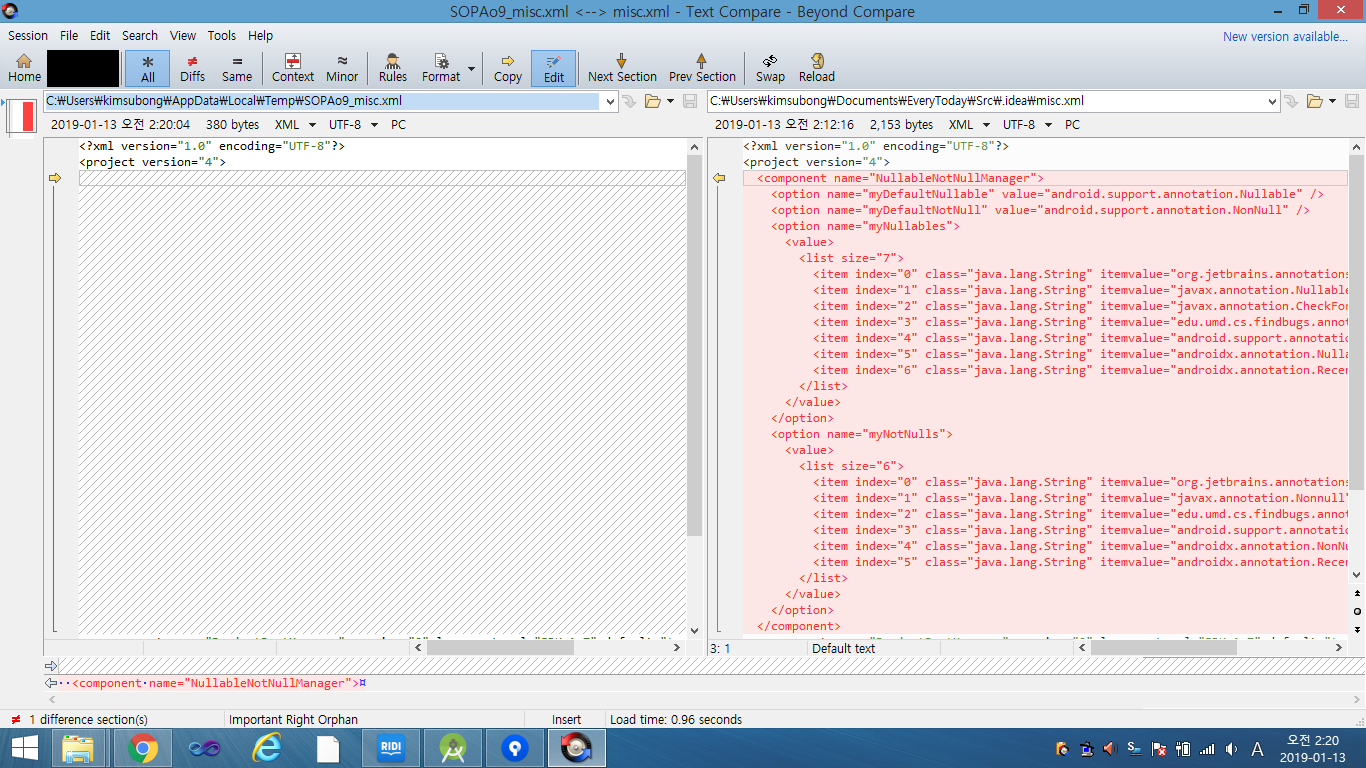 SOPAo9_misc.xml <--> misc.xml - Text Compare - Beyond Compare
Session File Edit Search View Tools Help
New version available...
Home All Diffs Same Context Minor Rules Format Copy Edit Next Section Prev Section Swap Reload
C:₩Users₩kimsubong₩AppData₩Local₩Temp₩SOPAo9_misc.xml
2019-01-13 오전 2:20:04 380 bytes XML UTF-8 PC
<?xml version="1.0" encoding="UTF-8"?>
<project version="4">
C:₩Users₩kimsubong₩Documents₩EveryToday₩Src₩.idea₩misc.xml
2019-01-13 오전 2:12:16 2,153 bytes XML UTF-8 PC
<?xml version="1.0" encoding="UTF-8"?>
<project version="4">
<component name="NullableNotNullManager">
<option name="myDefaultNullable" value="android.support.annotation.Nullable" />
<option name="myDefaultNotNull" value="android.support.annotation.NonNull" />
<option name="myNullables">
<value>
<list size="7">
<item index="0" class="java.lang.String" itemvalue="org.jetbrains.annotations
<item index="1" class="java.lang.String" itemvalue="javax.annotation.Nullable
<item index="2" class="java.lang.String" itemvalue="javax.annotation.CheckFor
<item index="3" class="java.lang.String" itemvalue="edu.umd.cs.findbugs.annot
<item index="4" class="java.lang.String" itemvalue="android.support.annotatio
<item index="5" class="java.lang.String" itemvalue="androidx.annotation.Nulla
<item index="6" class="java.lang.String" itemvalue="androidx.annotation.Recen
</list>
</value>
</option>
<option name="myNotNulls">
<value>
<list size="6">
<item index="0" class="java.lang.String" itemvalue="org.jetbrains.annotations
<item index="1" class="java.lang.String" itemvalue="javax.annotation.Nonnull"
<item index="2" class="java.lang.String" itemvalue="edu.umd.cs.findbugs.annot
<item index="3" class="java.lang.String" itemvalue="android.support.annotatio
<item index="4" class="java.lang.String" itemvalue="androidx.annotation.NonNu
<item index="5" class="java.lang.String" itemvalue="androidx.annotation.Recen
</list>
</value>
</option>
</component>
3: 1 Default text
··<component·name="NullableNotNullManager">¤
1 difference section(s) Important Right Orphan Insert Load time: 0.96 seconds
RIDI
A
오전 2:20
2019-01-13